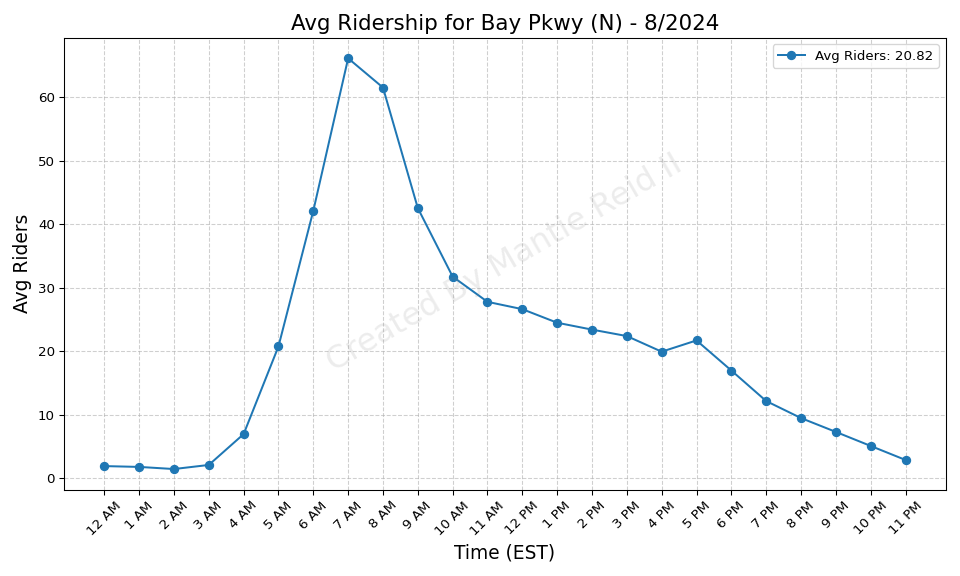 Avg Ridership for Bay Pkwy (N) - 8/2024
Avg Riders: 20.82
Avg Riders
60
50
40
30
20
10
0
Created By Mantie Reid II
12 AM
1 AM
2 AM
3 AM
4 AM
5 AM
6 AM
7 AM
8 AM
9 AM
10 AM
11 AM
12 PM
1 PM
2 PM
3 PM
4 PM
5 PM
6 PM
7 PM
8 PM
9 PM
10 PM
11 PM
Time (EST)